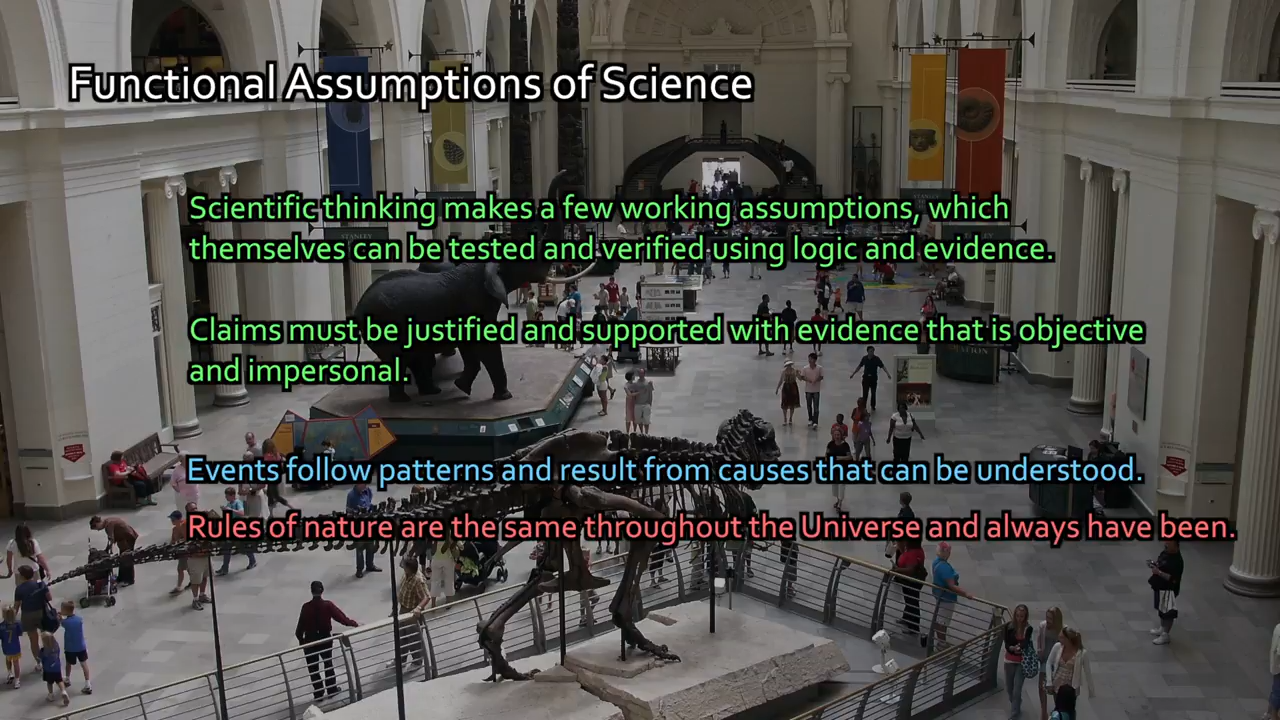 Functional Assumptions of Science
Scientific thinking makes a few working assumptions, which
themselves can be tested and verified using logic and evidence.
Claims must be justified and supported with evidence that is objective
and impersonal.
Events follow patterns and result from causes that can be understood.
Rules of nature are the same throughout the Universe and always have been.